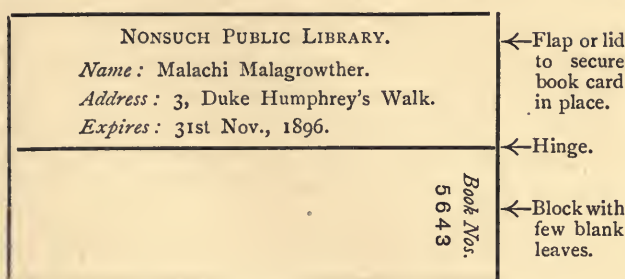 NONSUCH PUBLIC LIBRARY.
Name: Malachi Malagrowther.
Address: 3, Duke Humphrey's Walk.
Expires: 31st Nov., 1896.
Book Nos.
5643
Flap or lid
to secure
book card
in place.
Hinge.
Block with
few blank
leaves.